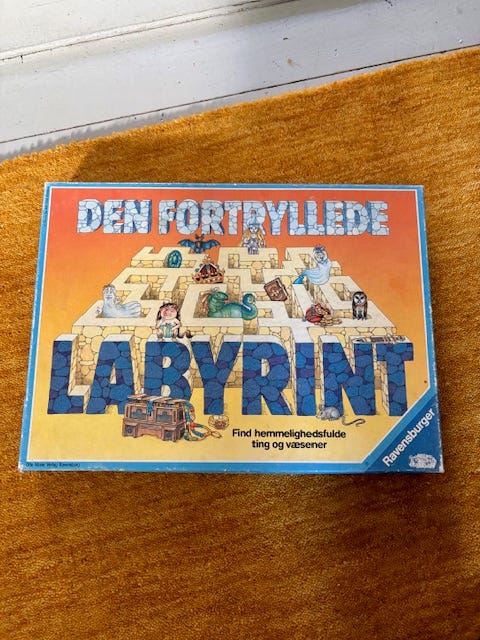 DEN FORTRYLLEDE
LABYRINT
Find hemmelighedsfulde
ting og væsener
Ravensburger